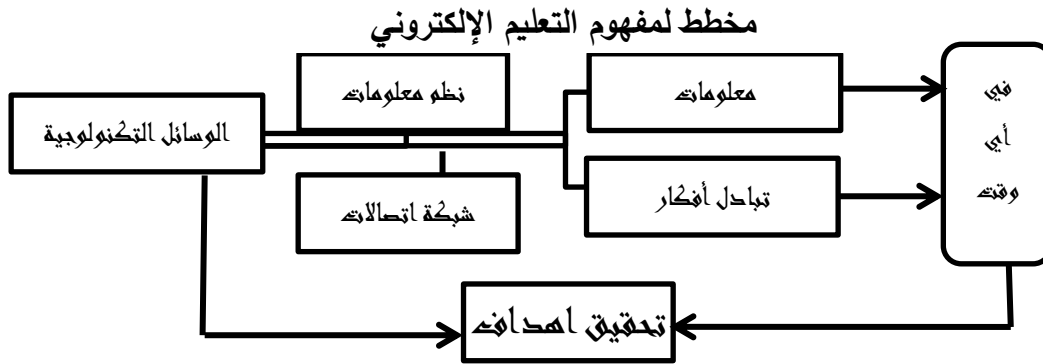 مخطط لمفهوم التعليم الإلكتروني
الوسائل التكنولوجية
نظم معلومات
شبكة اتصالات
معلومات
تبادل أفكار
في
أي
وقت
تحقيق اهداف